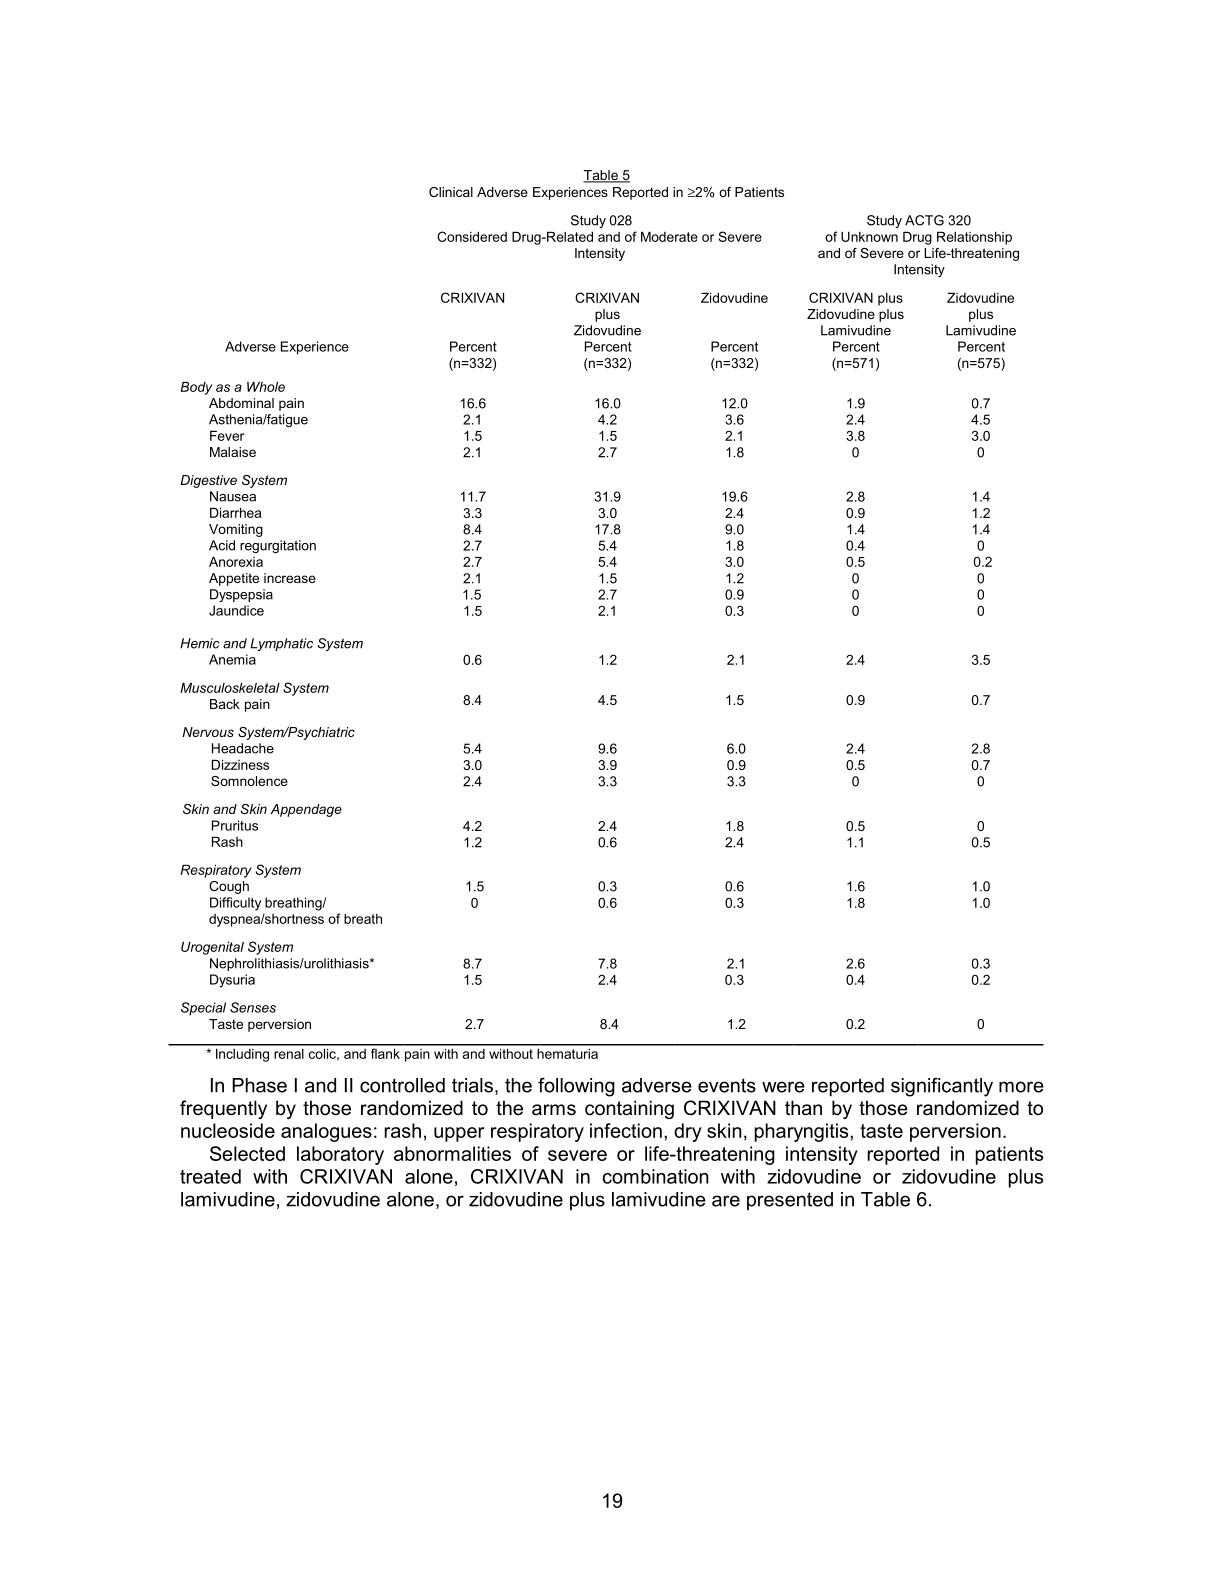 Table 5
Clinical Adverse Experiences Reported in ≥2% of Patients
Study 028
Considered Drug-Related and of Moderate or Severe
Intensity
Study ACTG 320
of Unknown Drug Relationship
and of Severe or Life-threatening
Intensity
CRIXIVAN CRIXIVAN Zidovudine CRIXIVAN plus Zidovudine
plus Zidovudine plus plus
Zidovudine Lamivudine Lamivudine
Adverse Experience Percent Percent Percent Percent Percent
(n=332) (n=332) (n=332) (n=571) (n=575)
Body as a Whole
Abdominal pain 16.6 16.0 12.0 1.9 0.7
Asthenia/fatigue 2.1 4.2 3.6 2.4 4.5
Fever 1.5 1.5 2.1 3.8 3.0
Malaise 2.1 2.7 1.8 0 0
Digestive System
Nausea 11.7 31.9 19.6 2.8 1.4
Diarrhea 3.3 3.0 2.4 0.9 1.2
Vomiting 8.4 17.8 9.0 1.4 1.4
Acid regurgitation 2.7 5.4 1.8 0.4 0
Anorexia 2.7 5.4 3.0 0.5 0.2
Appetite increase 2.1 1.5 1.2 0 0
Dyspepsia 1.5 2.7 0.9 0 0
Jaundice 1.5 2.1 0.3 0 0
Hemic and Lymphatic System
Anemia 0.6 1.2 2.1 2.4 3.5
Musculoskeletal System
Back pain 8.4 4.5 1.5 0.9 0.7
Nervous System/Psychiatric
Headache 5.4 9.6 6.0 2.4 2.8
Dizziness 3.0 3.9 0.9 0.5 0.7
Somnolence 2.4 3.3 3.3 0 0
Skin and Skin Appendage
Pruritus 4.2 2.4 1.8 0.5 0
Rash 1.2 0.6 2.4 1.1 0.5
Respiratory System
Cough 1.5 0.3 0.6 1.6 1.0
Difficulty breathing/ 0 0.6 0.3 1.8 1.0
dyspnea/shortness of breath
Urogenital System
Nephrolithiasis/urolithiasis* 8.7 7.8 2.1 2.6 0.3
Dysuria 1.5 2.4 0.3 0.4 0.2
Special Senses
Taste perversion 2.7 8.4 1.2 0.2 0
* Including renal colic, and flank pain with and without hematuria
In Phase I and II controlled trials, the following adverse events were reported significantly more
frequently by those randomized to the arms containing CRIXIVAN than by those randomized to
nucleoside analogues: rash, upper respiratory infection, dry skin, pharyngitis, taste perversion.
Selected laboratory abnormalities of severe or life-threatening intensity reported in patients
treated with CRIXIVAN alone, CRIXIVAN in combination with zidovudine or zidovudine plus
lamivudine, zidovudine alone, or zidovudine plus lamivudine are presented in Table 6.
19